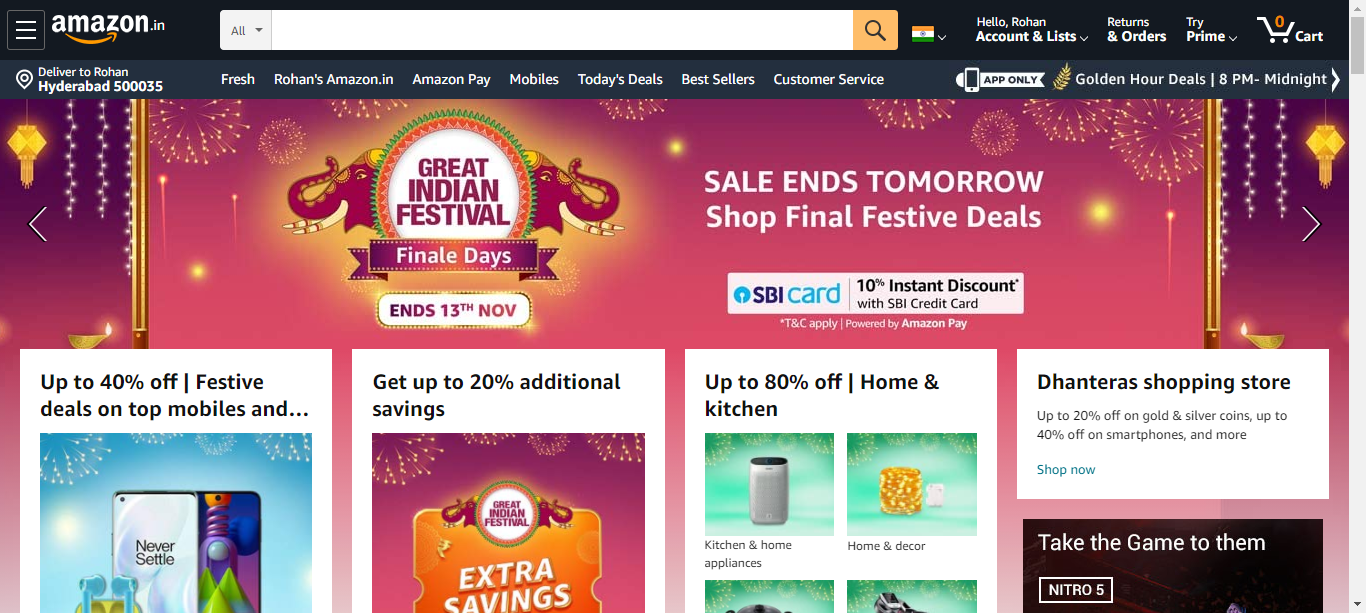 amazon.in
All
Hello, Rohan
Account & Lists
Returns
& Orders
Try
Prime
0
Cart
Deliver to Rohan
Hyderabad 500035
Fresh
Rohan's Amazon.in
Amazon Pay
Mobiles
Today's Deals
Best Sellers
Customer Service
APP ONLY
Golden Hour Deals | 8 PM- Midnight
GREAT
INDIAN
FESTIVAL
Finale Days
ENDS 13TH NOV
SALE ENDS TOMORROW
Shop Final Festive Deals
SBI card
10% Instant Discount*
with SBI Credit Card
*T&C apply | Powered by Amazon Pay
Up to 40% off | Festive
deals on top mobiles and...
Never
Settle
Get up to 20% additional
savings
GREAT
INDIAN
FESTIVAL
EXTRA
SAVINGS
Up to 80% off | Home &
kitchen
Kitchen & home
appliances
Home & decor
Dhanteras shopping store
Up to 20% off on gold & silver coins, up to
40% off on smartphones, and more
Shop now
Take the Game to them
NITRO 5